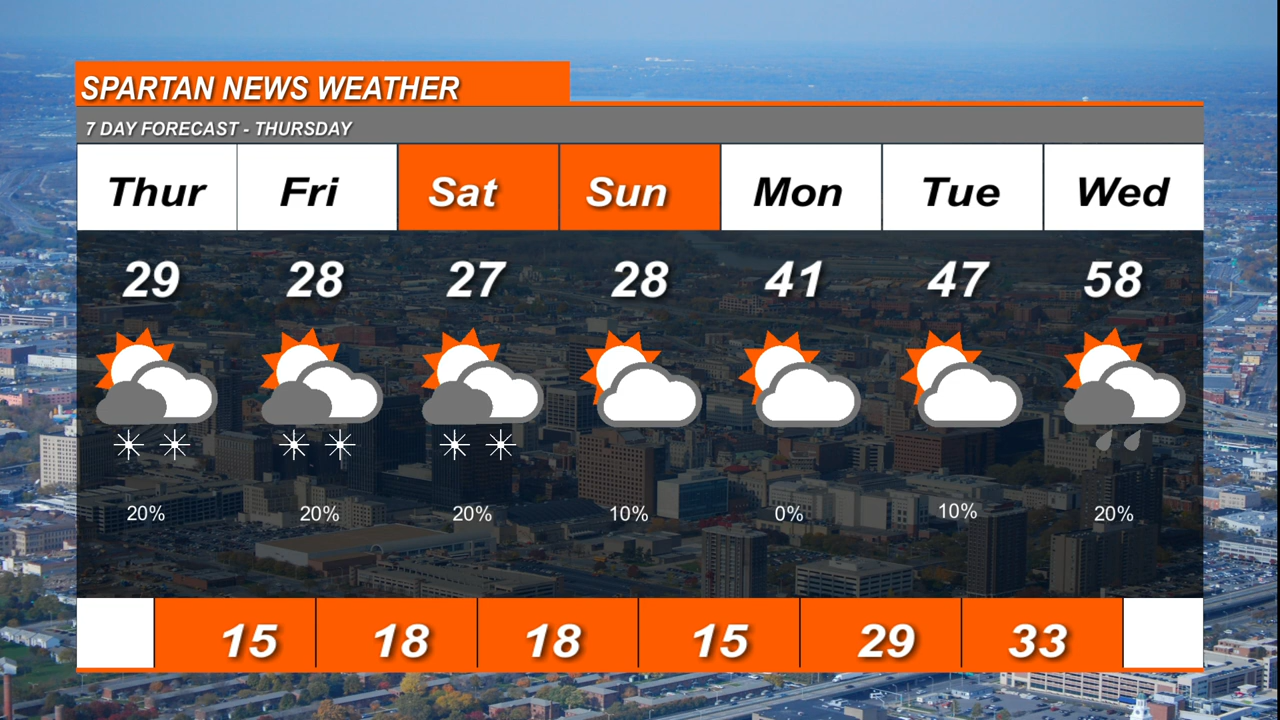 SPARTAN NEWS WEATHER
7 DAY FORECAST - THURSDAY
Thur Fri Sat Sun Mon Tue Wed
29 28 27 28 41 47 58
20% 20% 20% 10% 0% 10% 20%
15 18 18 15 29 33